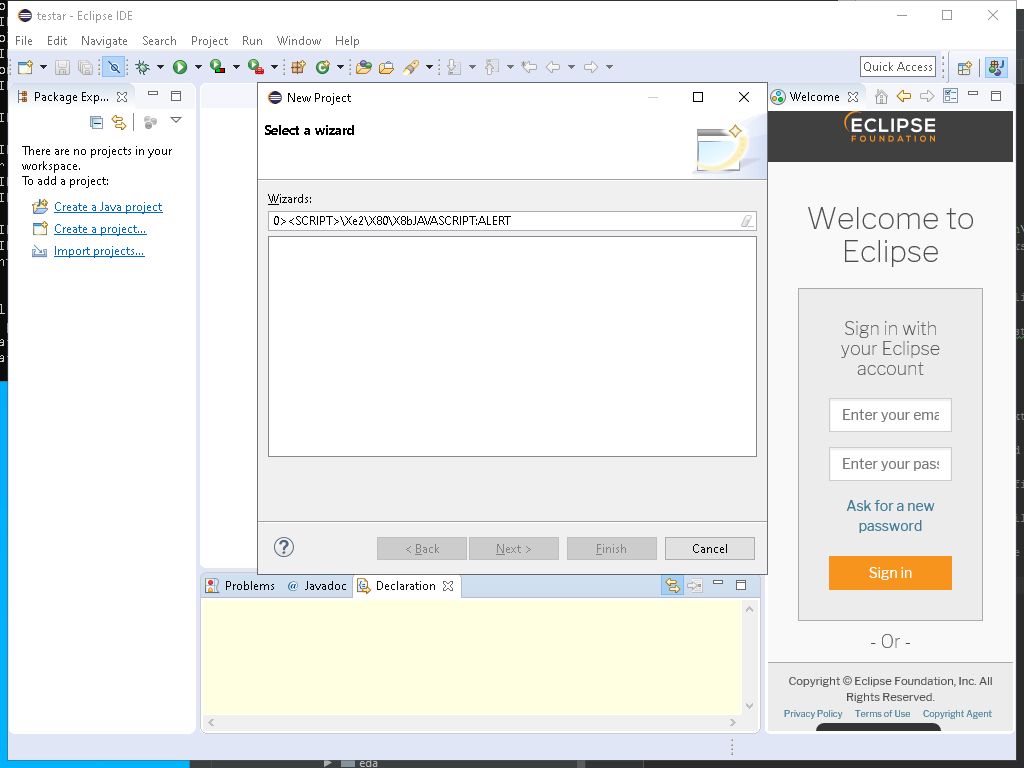 testar - Eclipse IDE
File Edit Navigate Search Project Run Window Help
Quick Access
Package Exp...
There are no projects in your
workspace.
To add a project:
Create a Java project
Create a project...
Import projects...
New Project
Select a wizard
Wizards:
0><SCRIPT>\Xe2\X80\X8bJAVASCRIPT:ALERT
?
< Back
Next >
Finish
Cancel
Problems
@ Javadoc
Declaration
Welcome
ECLIPSE
FOUNDATION
Welcome to
Eclipse
Sign in with
your Eclipse
account
Enter your ema
Enter your pass
Ask for a new
password
Sign in
- Or -
Copyright © Eclipse Foundation, Inc. All
Rights Reserved.
Privacy Policy Terms of Use Copyright Agent
eda